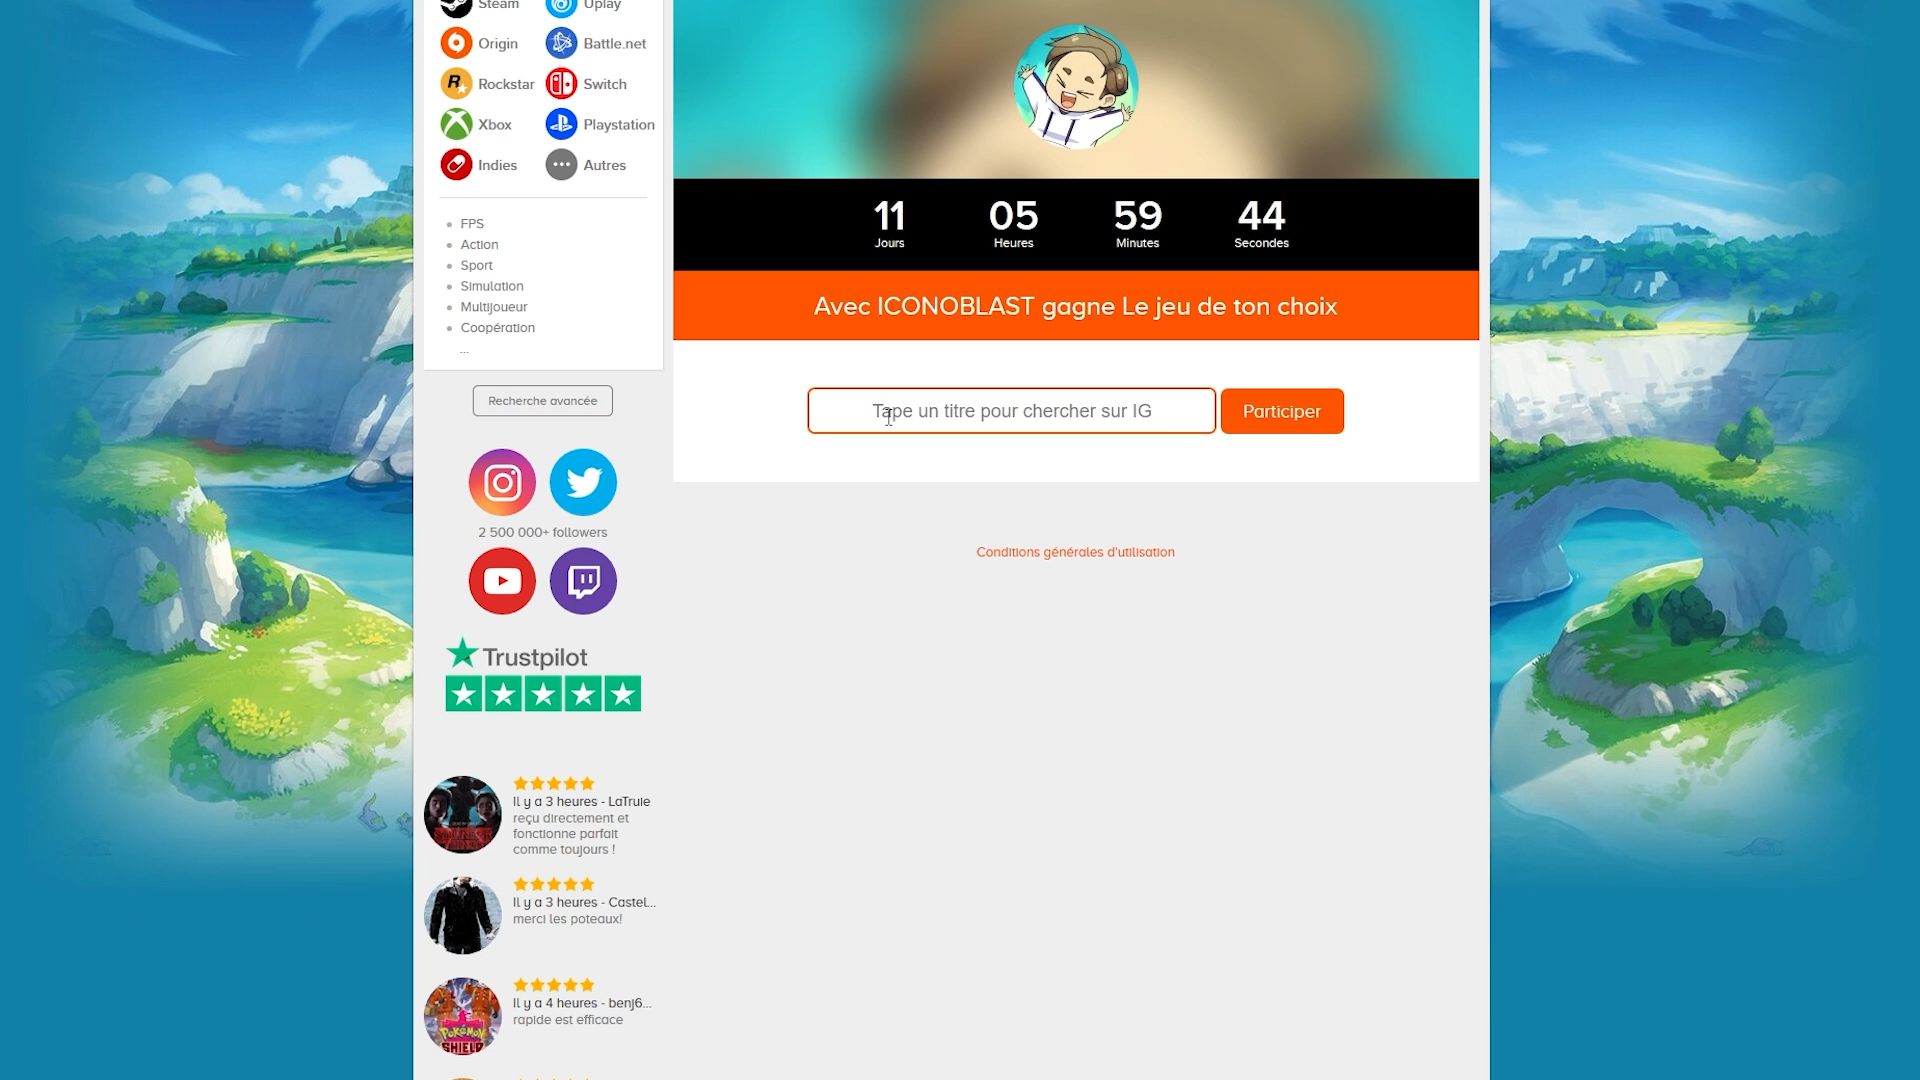 Steam
Uplay
Origin
Battle.net
Rockstar
Switch
Xbox
Playstation
Indies
Autres
FPS
Action
Sport
Simulation
Multijoueur
Coopération
...
Recherche avancée
2 500 000+ followers
Trustpilot
Il y a 3 heures - LaTruie
reçu directement et
fonctionne parfait
comme toujours !
Il y a 3 heures - Castel...
merci les poteaux!
Il y a 4 heures - benj6...
rapide est efficace
POKÉMON
SHIELD
11
Jours
05
Heures
59
Minutes
44
Secondes
Avec ICONOBLAST gagne Le jeu de ton choix
Tape un titre pour chercher sur IG
Participer
Conditions générales d'utilisation